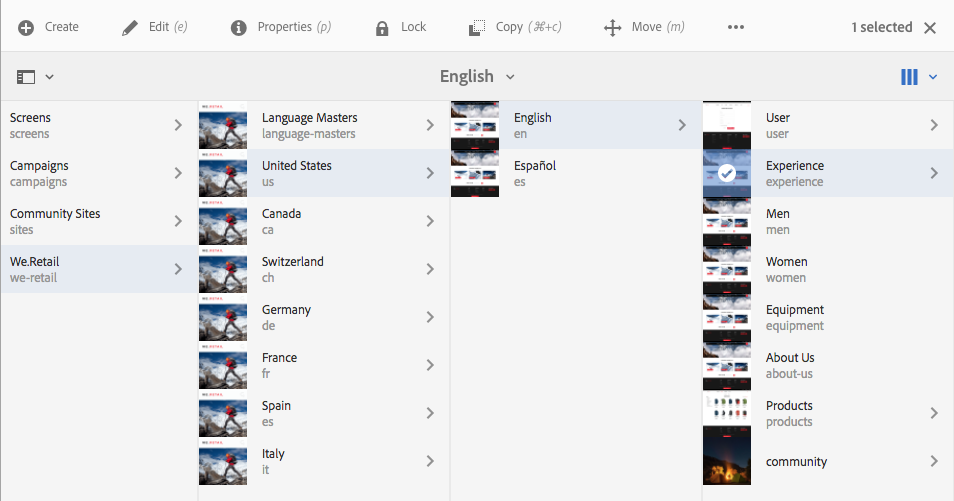 Create
Edit (e)
Properties (p)
Lock
Copy (⌘+c)
Move (m)
1 selected
English
Screens
screens
Campaigns
campaigns
Community Sites
sites
We.Retail
we-retail
Language Masters
language-masters
United States
us
Canada
ca
Switzerland
ch
Germany
de
France
fr
Spain
es
Italy
it
English
en
Español
es
User
user
Experience
experience
Men
men
Women
women
Equipment
equipment
About Us
about-us
Products
products
community